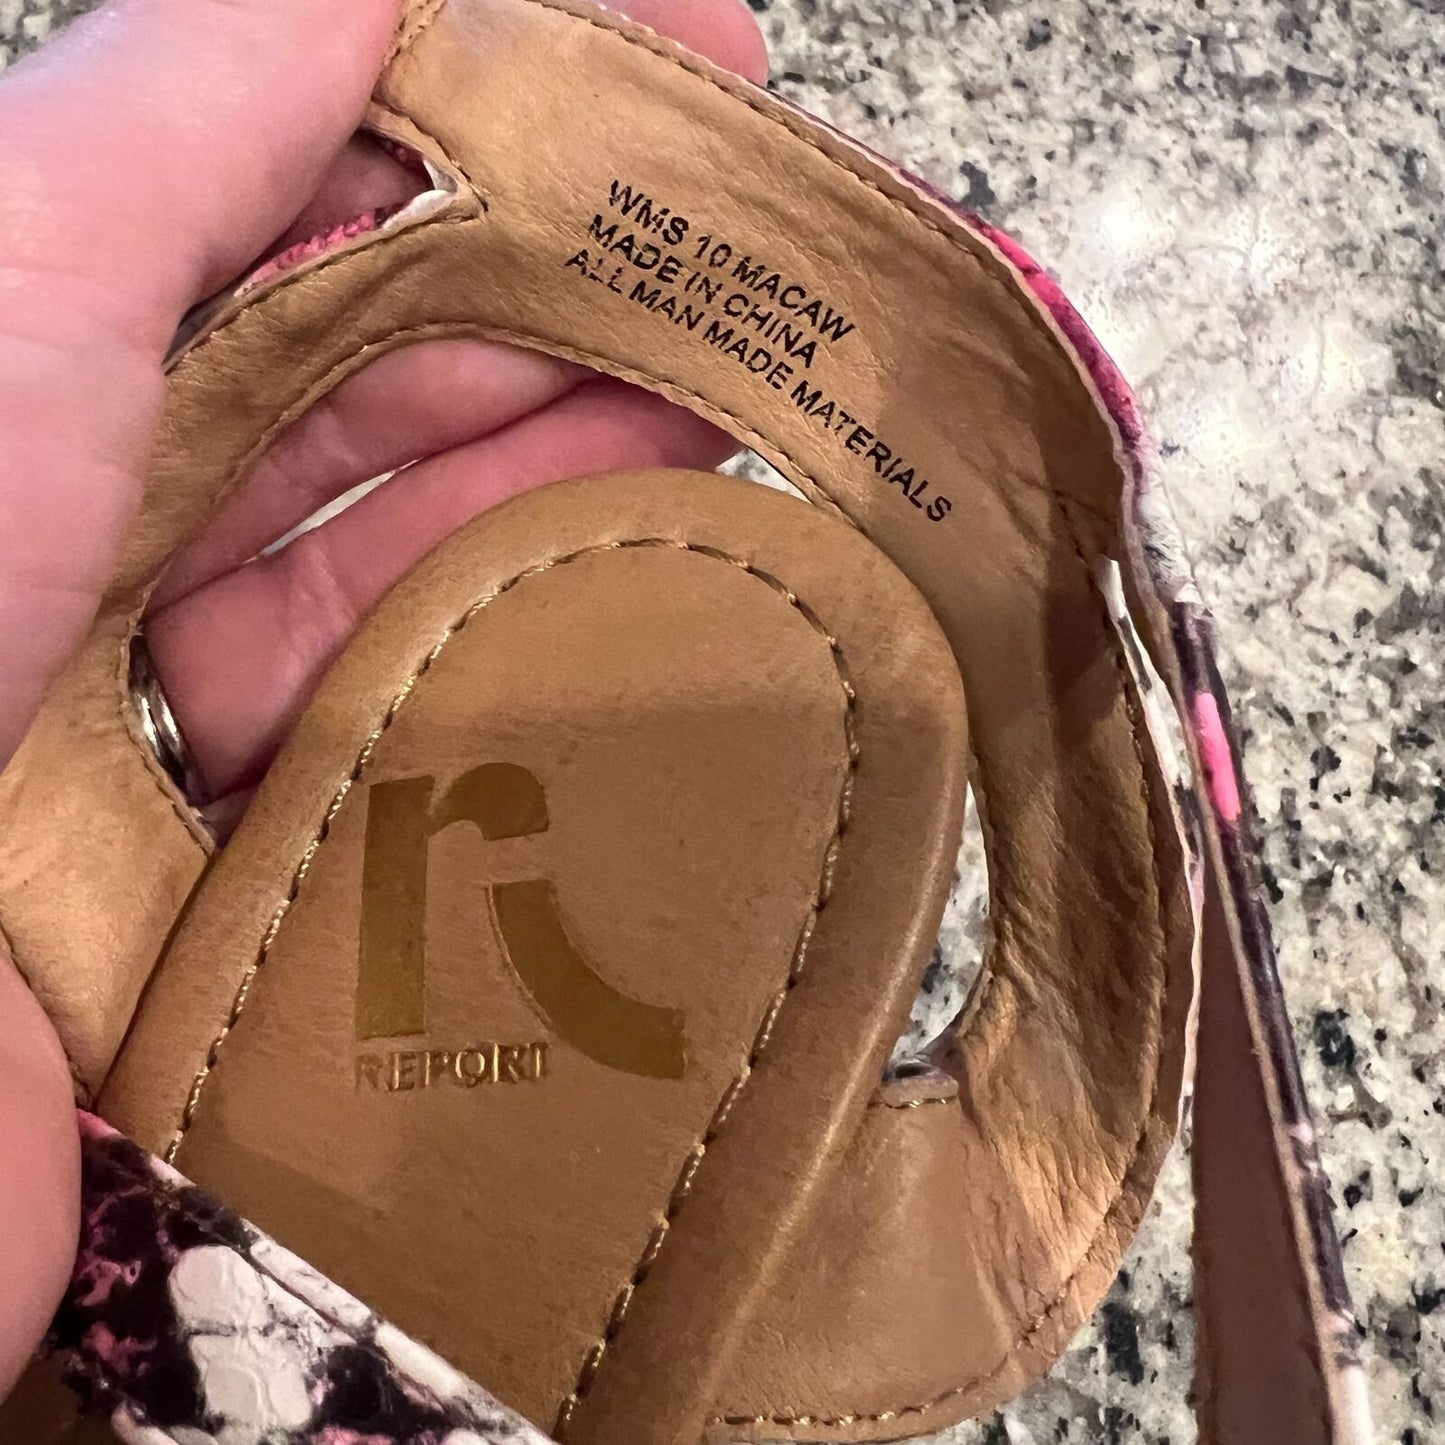 WMS 10 MACAW
MADE IN CHINA
ALL MAN MADE MATERIALS
r
REPORT